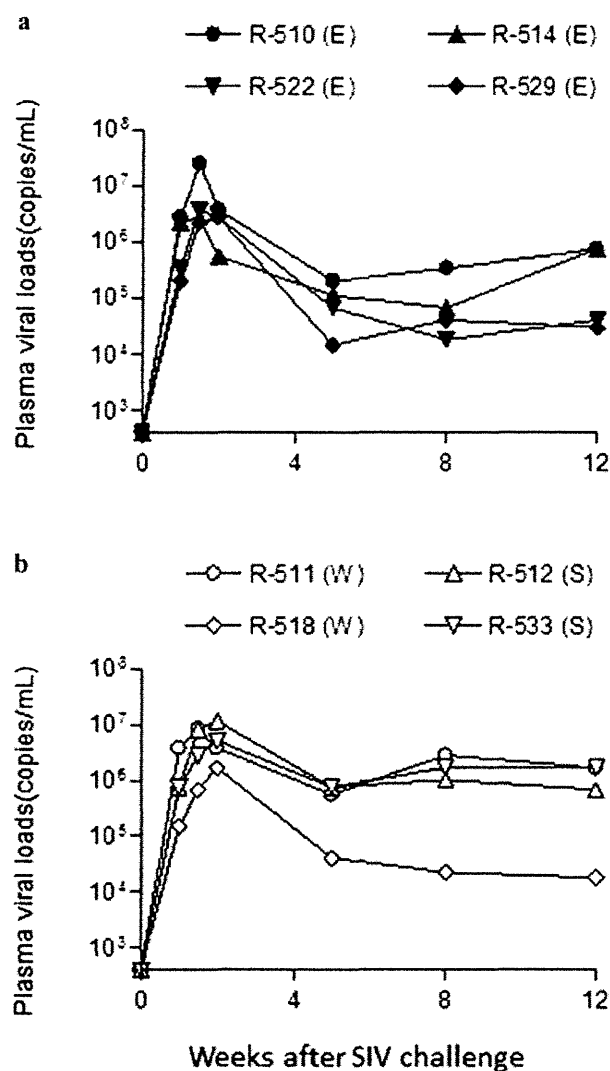 a
R-510 (E) R-514 (E)
R-522 (E) R-529 (E)
Plasma viral loads(copies/mL)
10⁸
10⁷
10⁶
10⁵
10⁴
10³
0 4 8 12
b
R-511 (W) R-512 (S)
R-518 (W) R-533 (S)
Plasma viral loads(copies/mL)
10⁸
10⁷
10⁶
10⁵
10⁴
10³
0 4 8 12
Weeks after SIV challenge